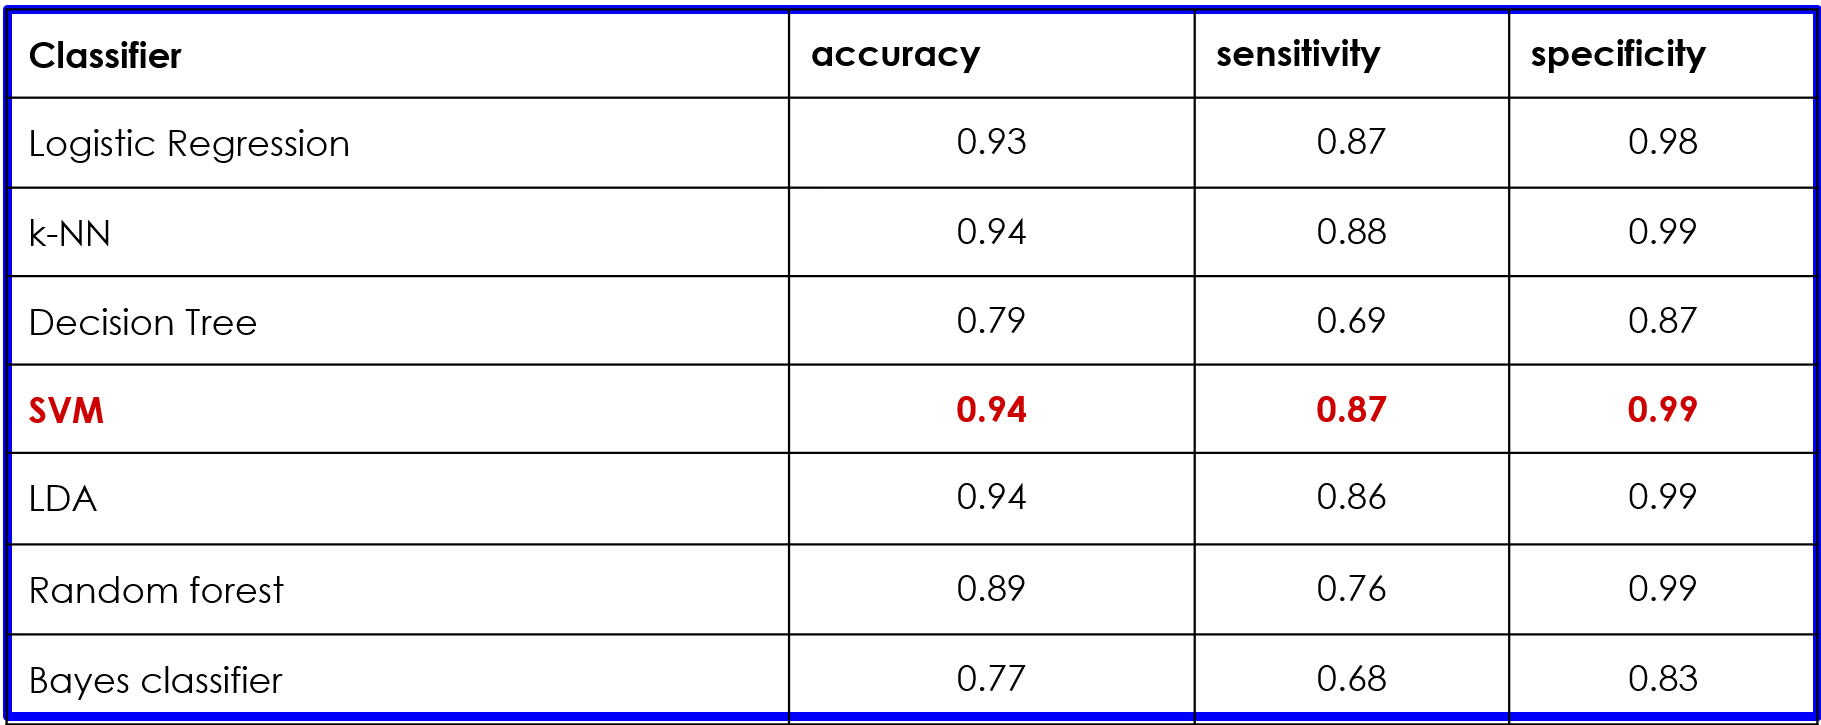 Classifier accuracy sensitivity specificity
Logistic Regression 0.93 0.87 0.98
k-NN 0.94 0.88 0.99
Decision Tree 0.79 0.69 0.87
SVM 0.94 0.87 0.99
LDA 0.94 0.86 0.99
Random forest 0.89 0.76 0.99
Bayes classifier 0.77 0.68 0.83